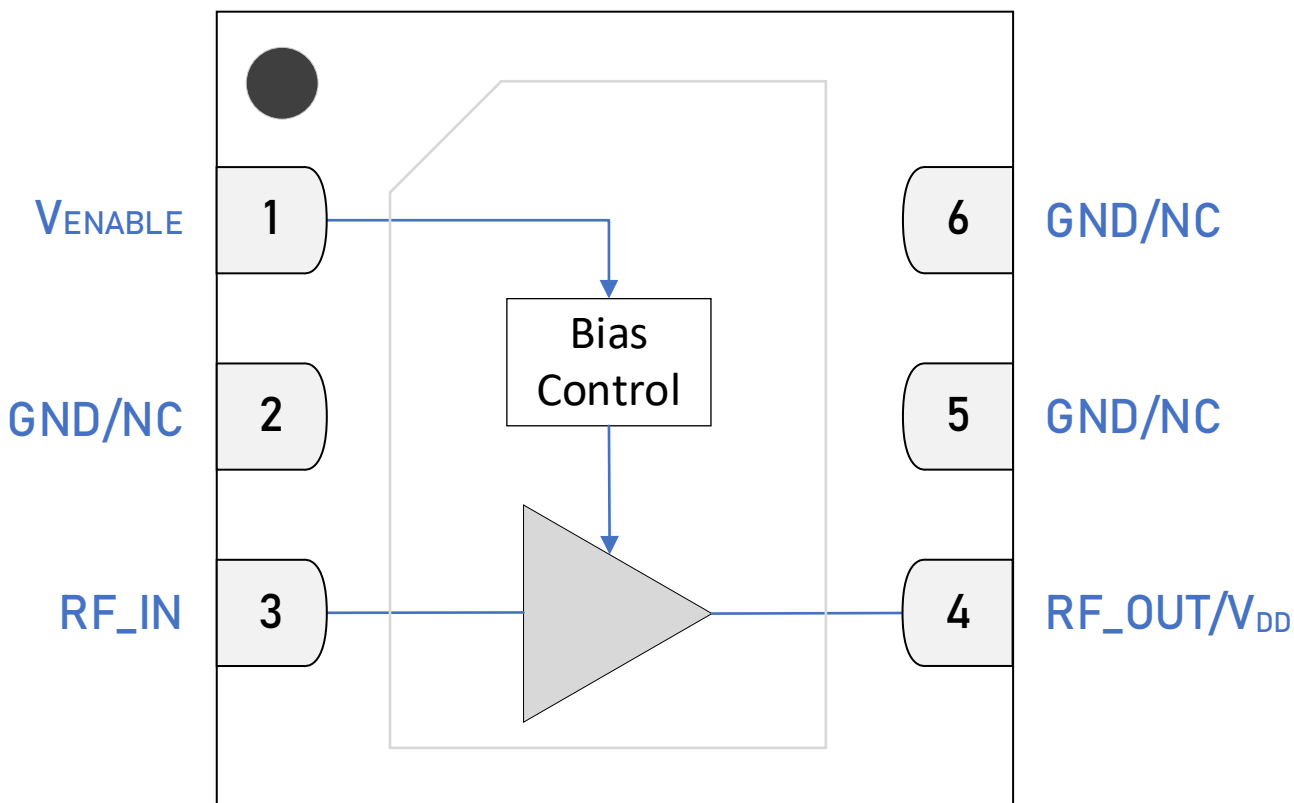 VENABLE 1 6 GND/NC
Bias
Control
GND/NC 2 5 GND/NC
RF_IN 3 4 RF_OUT/VDD